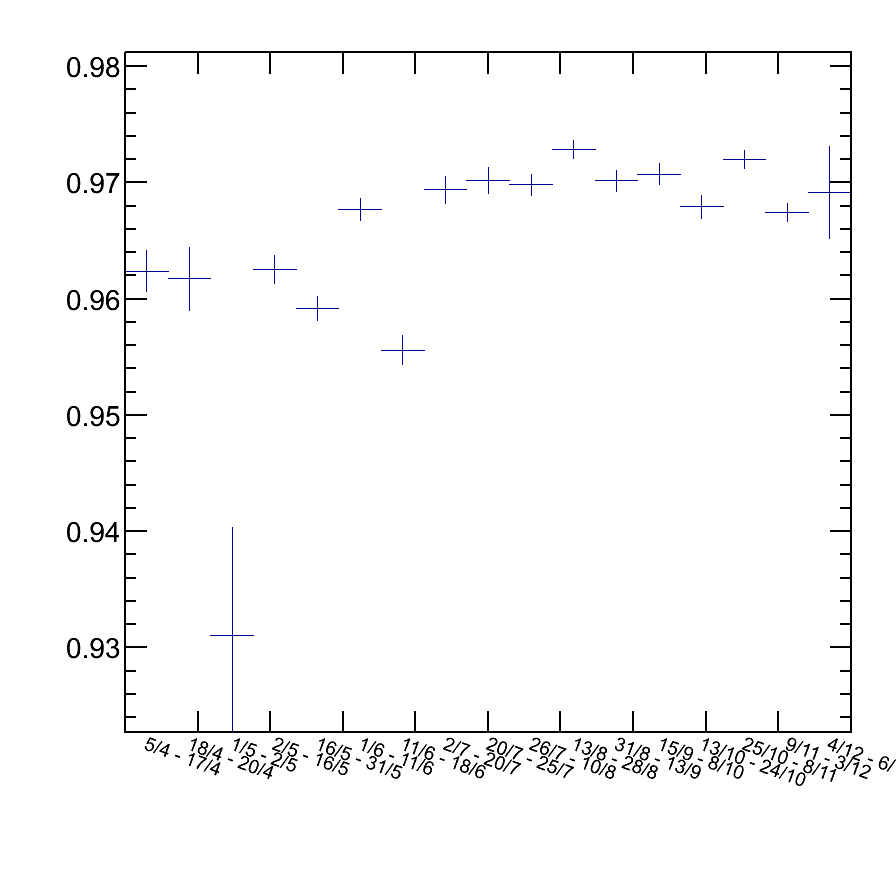 0.98
0.97
0.96
0.95
0.94
0.93
5/4 - 17/4
18/4 - 20/4
1/5 - 2/5
2/5 - 16/5
16/5 - 31/5
1/6 - 11/6
11/6 - 18/6
2/7 - 20/7
20/7 - 25/7
26/7 - 10/8
13/8 - 28/8
31/8 - 13/9
15/9 - 8/10
13/10 - 24/10
25/10 - 8/11
9/11 - 3/12
4/12 - 6/